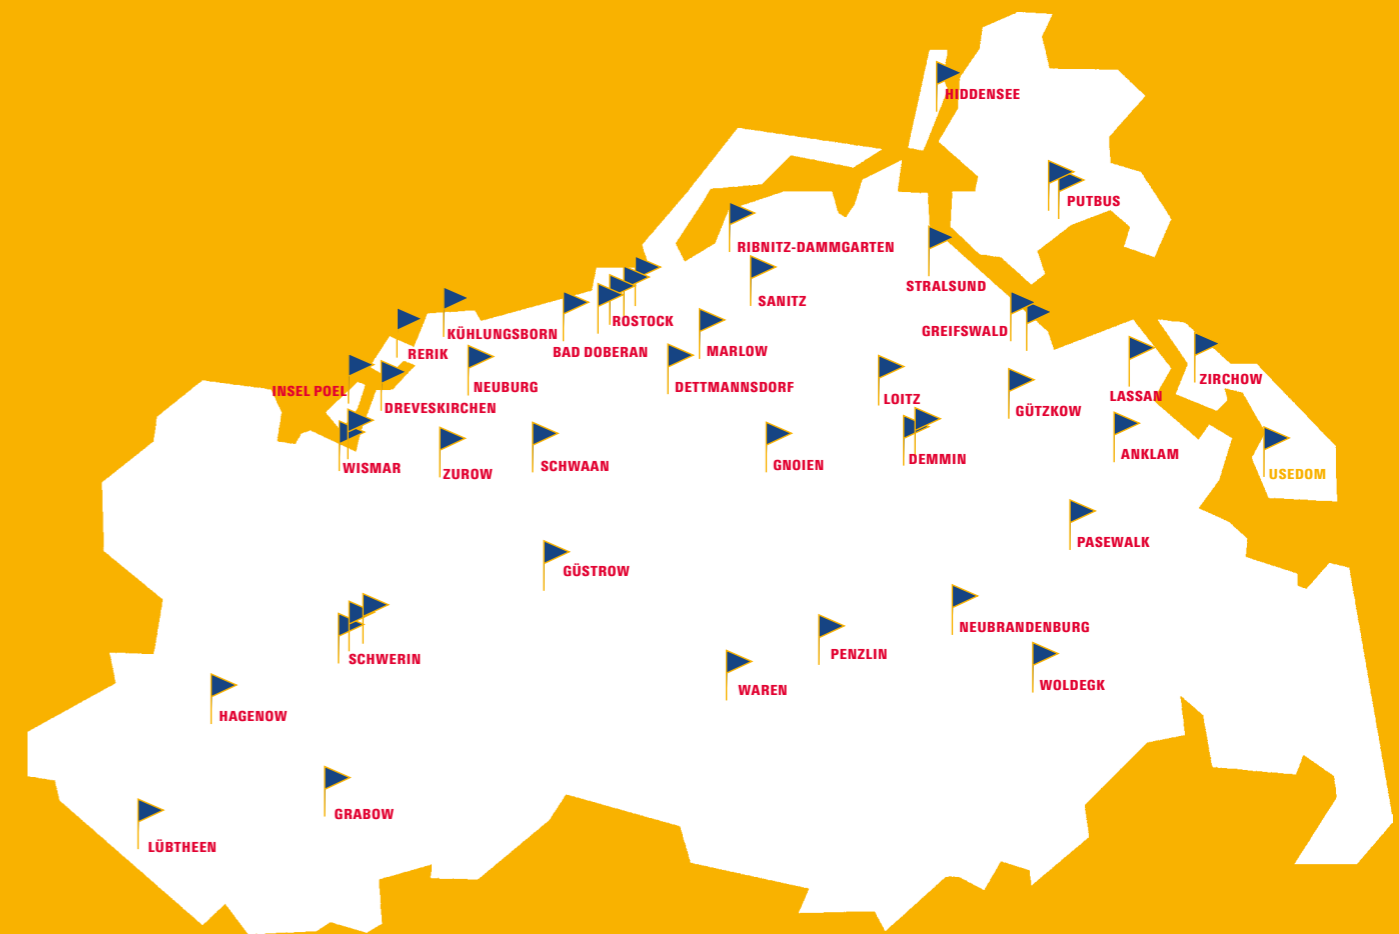 HIDDENSEE
PUTBUS
RIBNITZ-DAMMGARTEN
STRALSUND
SANITZ
ROSTOCK
GREIFSWALD
KÜHLUNGSBORN
RERIK
BAD DOBERAN
MARLOW
ZIRCHOW
INSEL POEL
NEUBURG
DETTMANNSDORF
LOITZ
LASSAN
DREVESKIRCHEN
GÜTZKOW
WISMAR
ZUROW
SCHWAAN
GNOIEN
DEMMIN
ANKLAM
USEDOM
PASEWALK
GÜSTROW
NEUBRANDENBURG
SCHWERIN
PENZLIN
WAREN
WOLDEGK
HAGENOW
GRABOW
LÜBTHEEN